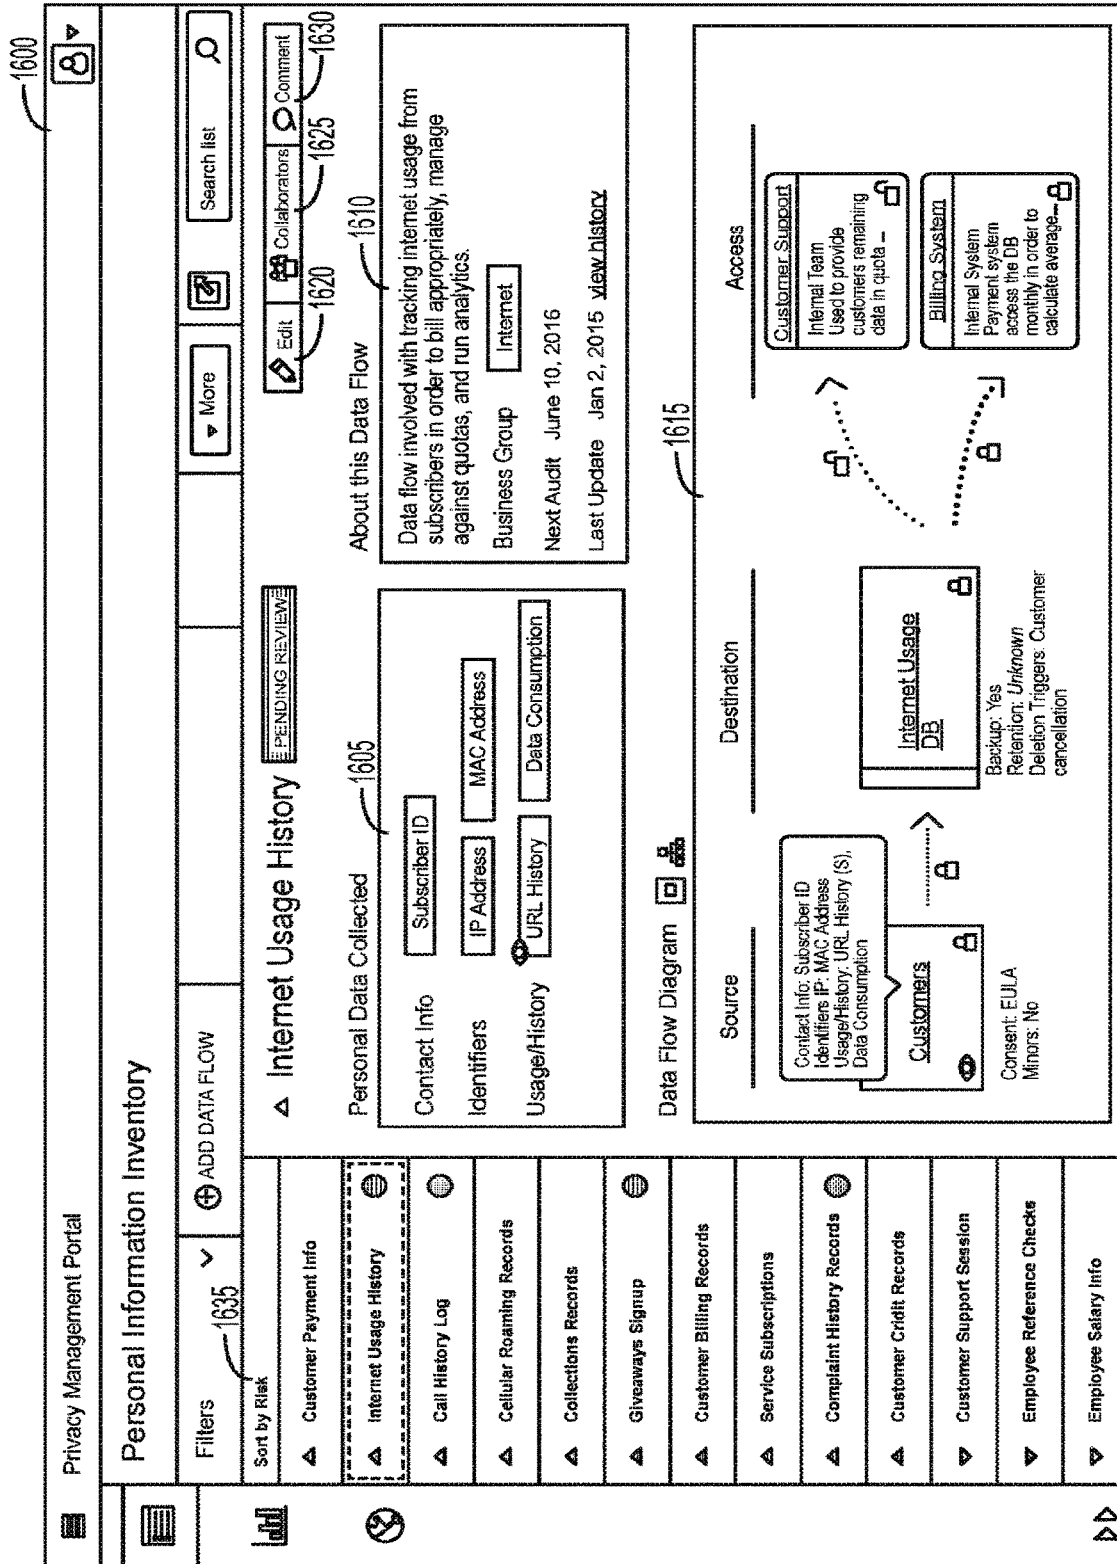 1600
Privacy Management Portal
Personal Information Inventory
Filters
ADD DATA FLOW
More
Search list
1635
Sort by Risk
Customer Payment Info
Internet Usage History
Call History Log
Cellular Roaming Records
Collections Records
Giveaways Signup
Customer Billing Records
Service Subscriptions
Complaint History Records
Customer Cridit Records
Customer Support Session
Employee Reference Checks
Employee Salary Info
Internet Usage History
PENDING REVIEW
Edit
Collaborators
Comment
1620
1625
1630
Personal Data Collected
1605
Contact Info
Subscriber ID
Identifiers
IP Address
MAC Address
Usage/History
URL History
Data Consumption
About this Data Flow
1610
Data flow involved with tracking internet usage from
subscribers in order to bill appropriately, manage
against quotas, and run analytics.
Business Group
Internet
Next Audit June 10, 2016
Last Update Jan 2, 2015 view history
Data Flow Diagram
1615
Source
Destination
Access
Contact Info: Subscriber ID
Identifiers IP: MAC Address
Usage/History: URL History (S),
Data Consumption
Customers
Consent: EULA
Minors: No
Internet Usage
DB
Backup: Yes
Retention: Unknown
Deletion Triggers: Customer
cancellation
Customer Support
Internal Team
Used to provide
customers remaining
data in quota –
Billing System
Internal System
Payment system
access the DB
monthly in order to
calculate average–